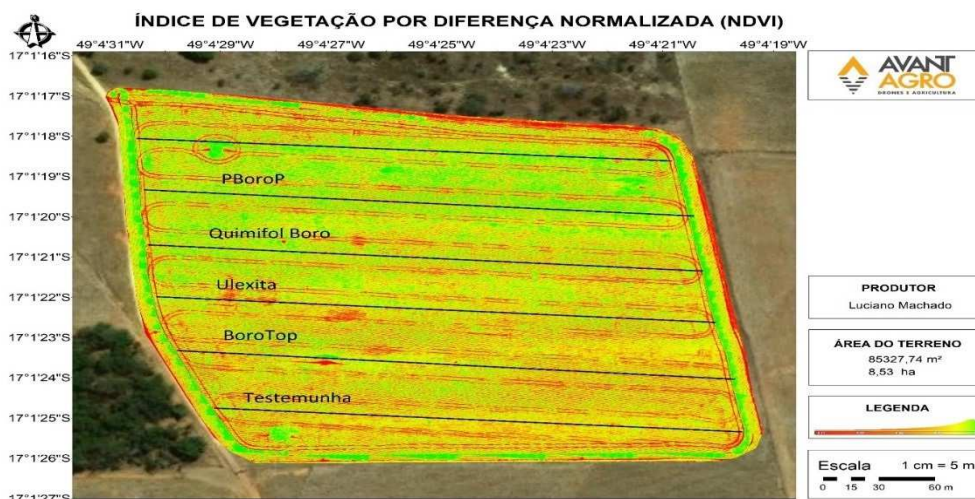 ÍNDICE DE VEGETAÇÃO POR DIFERENÇA NORMALIZADA (NDVI)
49°4'31"O 49°4'29"W 49°4'27"W 49°4'25"W 49°4'23"W 49°4'21"W 49°4'19"W
17°1'16"S
17°1'17"S
17°1'18"S
17°1'19"S
17°1'20"S
17°1'21"S
17°1'22"S
17°1'23"S
17°1'24"S
17°1'25"S
17°1'26"S
17°1'27"S
PBoroP
Quimifol Boro
Ulexita
BoroTop
Testemunha
AVANT
AGRO
DRONES E AGRICULTURA
PRODUTOR
Luciano Machado
ÁREA DO TERRENO
85327,74 m²
8,53 ha
LEGENDA
Escala 1 cm = 5 m
0 15 30 60 m